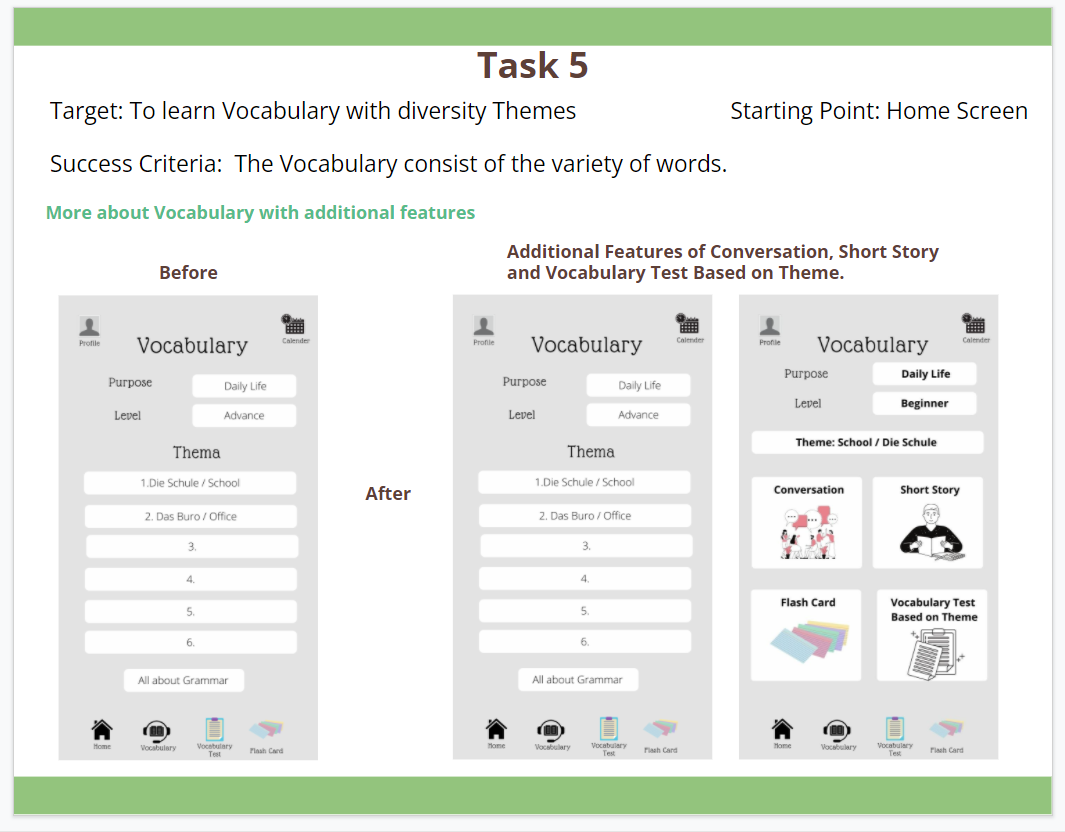 Task 5
Target: To learn Vocabulary with diversity Themes
Starting Point: Home Screen
Success Criteria:  The Vocabulary consist of the variety of words.
More about Vocabulary with additional features
Before
Profile
Calender
Vocabulary
Purpose
Daily Life
Level
Advance
Thema
1.Die Schule / School
2. Das Buro / Office
3.
4.
5.
6.
All about Grammar
Home
Vocabulary
Vocabulary
Test
Flash Card
After
Additional Features of Conversation, Short Story
and Vocabulary Test Based on Theme.
Profile
Calender
Vocabulary
Purpose
Daily Life
Level
Advance
Thema
1.Die Schule / School
2. Das Buro / Office
3.
4.
5.
6.
All about Grammar
Home
Vocabulary
Vocabulary
Test
Flash Card
Profile
Calender
Vocabulary
Purpose
Daily Life
Level
Beginner
Theme: School / Die Schule
Conversation
Short Story
Flash Card
Vocabulary Test
Based on Theme
Home
Vocabulary
Vocabulary
Test
Flash Card